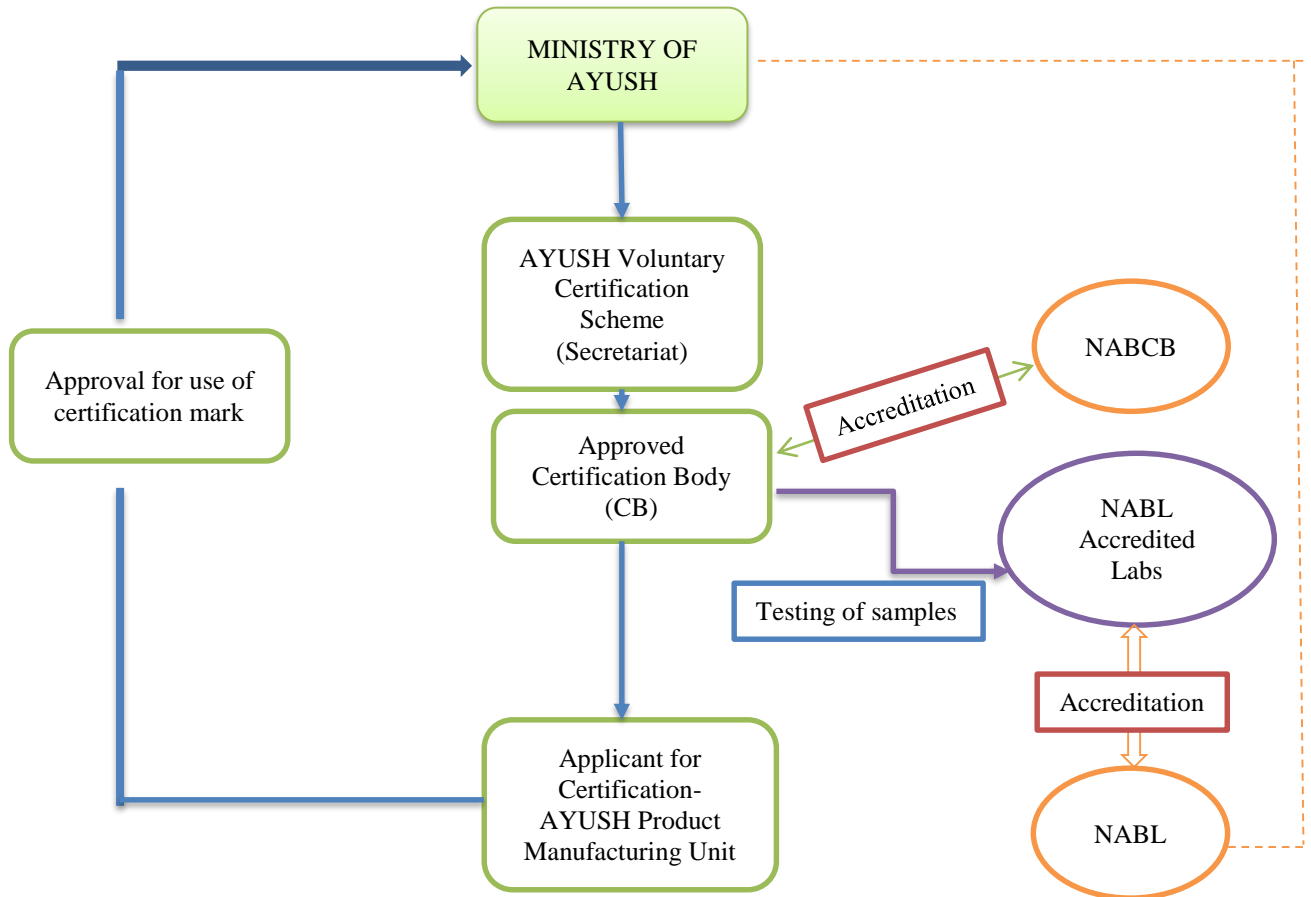 MINISTRY OF
AYUSH
AYUSH Voluntary
Certification
Scheme
(Secretariat)
NABCB
Accreditation
Approval for use of
certification mark
Approved
Certification Body
(CB)
NABL
Accredited
Labs
Testing of samples
Accreditation
Applicant for
Certification-
AYUSH Product
Manufacturing Unit
NABL